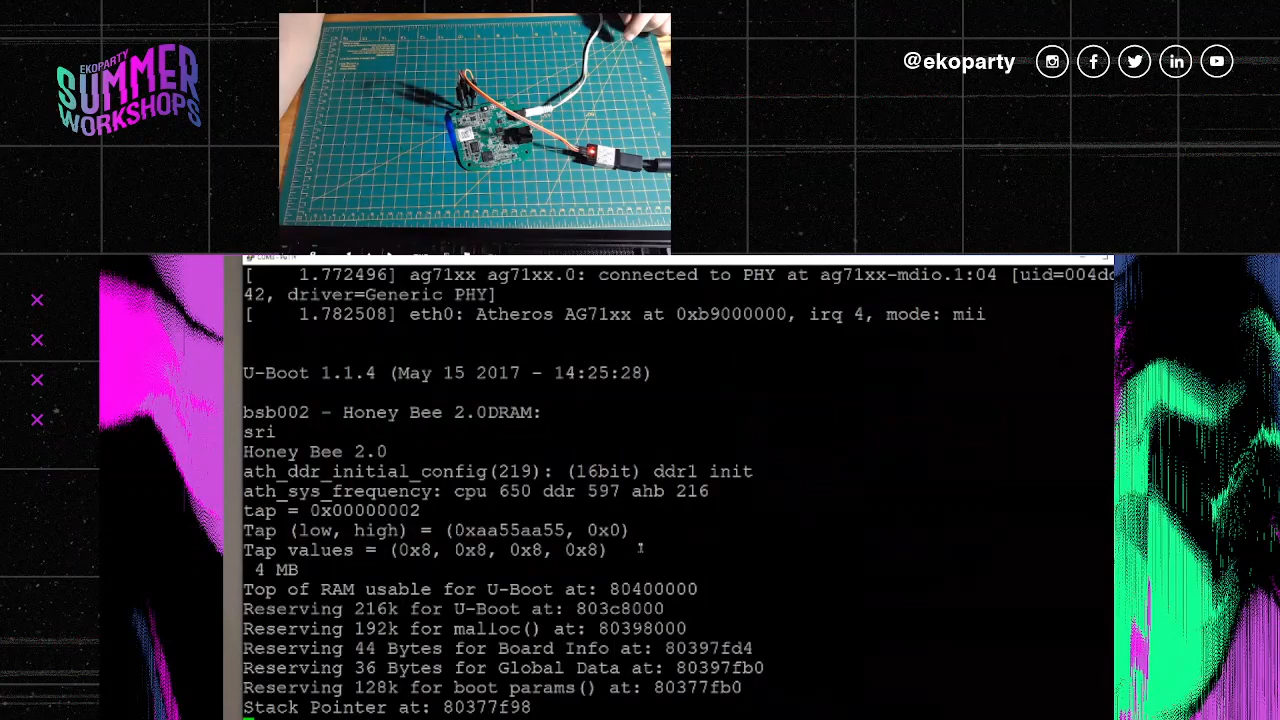 EKOPARTY
SUMMER
WORKSHOPS
@ekoparty
[    1.772496] ag71xx ag71xx.0: connected to PHY at ag71xx-mdio.1:04 [uid=004dd
42, driver=Generic PHY]
[    1.782508] eth0: Atheros AG71xx at 0xb9000000, irq 4, mode: mii
U-Boot 1.1.4 (May 15 2017 - 14:25:28)
bsb002 - Honey Bee 2.0DRAM:
sri
Honey Bee 2.0
ath_ddr_initial_config(219): (16bit) ddr1 init
ath_sys_frequency: cpu 650 ddr 597 ahb 216
tap = 0x00000002
Tap (low, high) = (0xaa55aa55, 0x0)
Tap values = (0x8, 0x8, 0x8, 0x8)
4 MB
Top of RAM usable for U-Boot at: 80400000
Reserving 216k for U-Boot at: 803c8000
Reserving 192k for malloc() at: 80398000
Reserving 44 Bytes for Board Info at: 80397fd4
Reserving 36 Bytes for Global Data at: 80397fb0
Reserving 128k for boot params() at: 80377fb0
Stack Pointer at: 80377f98